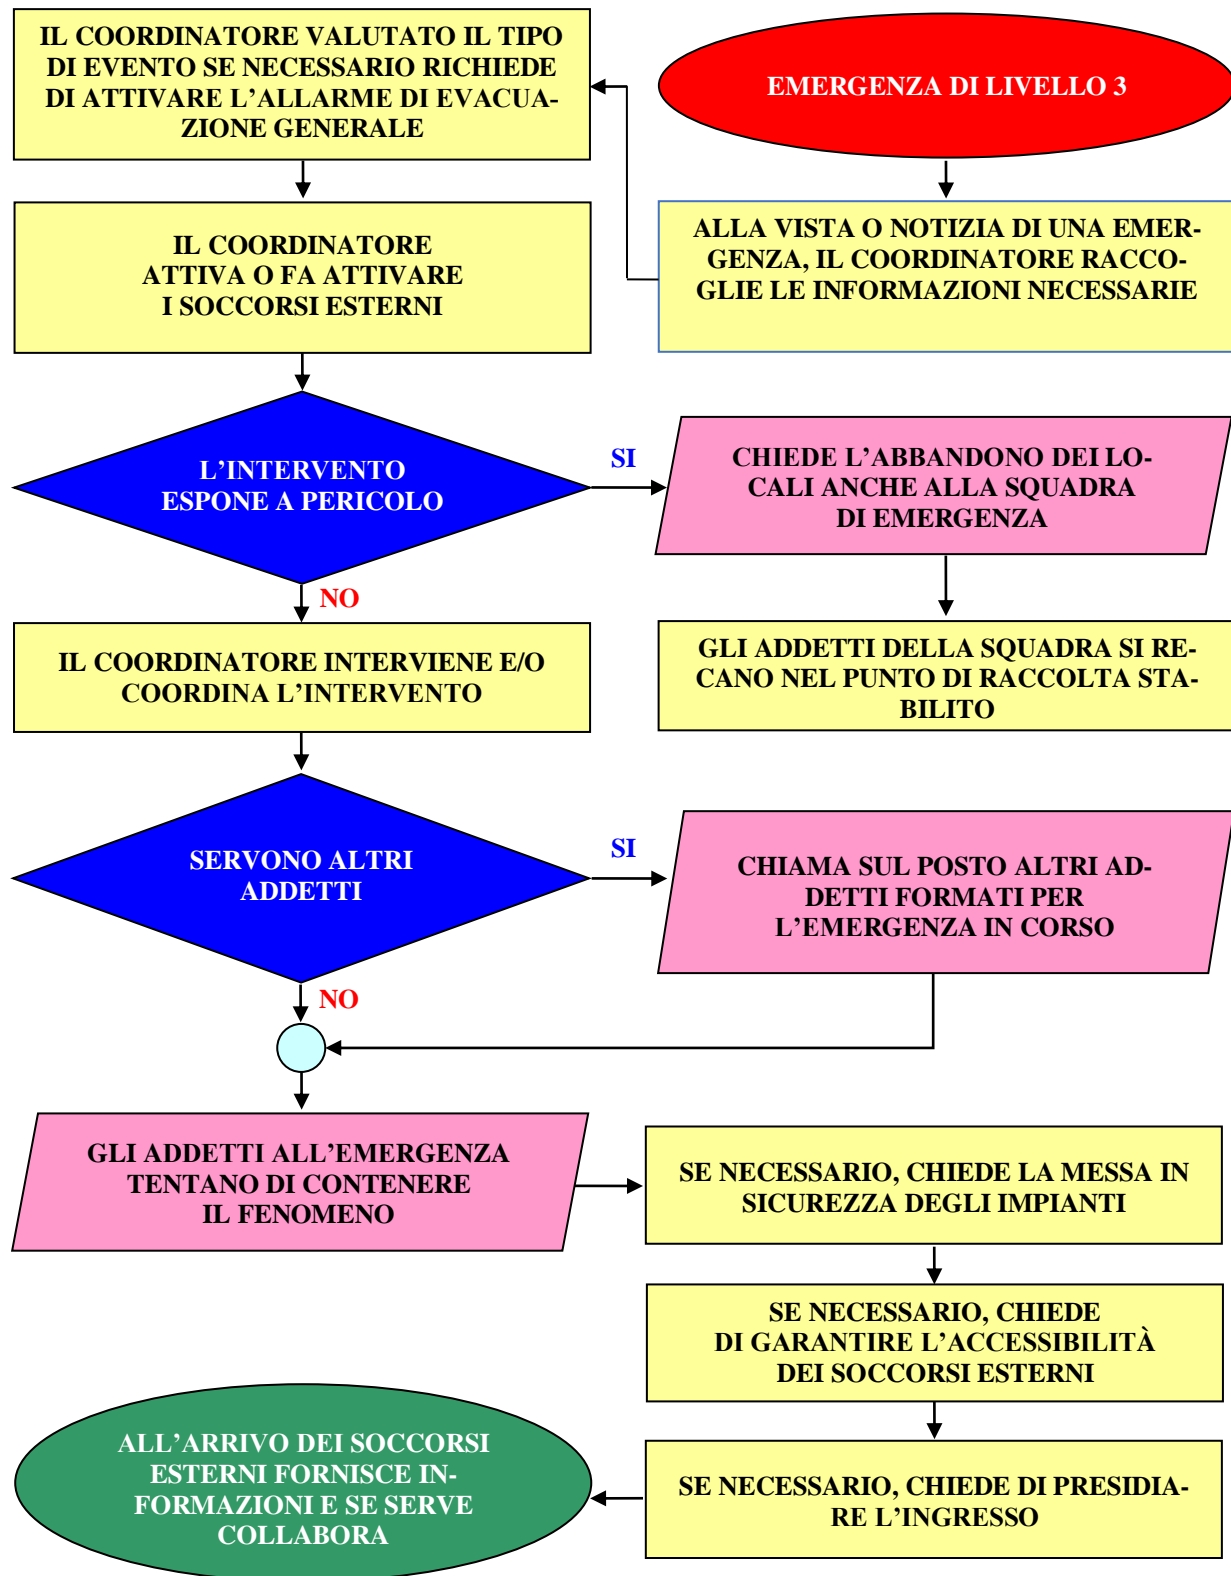 EMERGENZA DI LIVELLO 3
ALLA VISTA O NOTIZIA DI UNA EMER-
GENZA, IL COORDINATORE RACCO-
GLIE LE INFORMAZIONI NECESSARIE
IL COORDINATORE VALUTATO IL TIPO
DI EVENTO SE NECESSARIO RICHIEDE
DI ATTIVARE L’ALLARME DI EVACUA-
ZIONE GENERALE
IL COORDINATORE
ATTIVA O FA ATTIVARE
I SOCCORSI ESTERNI
L’INTERVENTO
ESPONE A PERICOLO
SI
CHIEDE L’ABBANDONO DEI LO-
CALI ANCHE ALLA SQUADRA
DI EMERGENZA
GLI ADDETTI DELLA SQUADRA SI RE-
CANO NEL PUNTO DI RACCOLTA STA-
BILITO
NO
IL COORDINATORE INTERVIENE E/O
COORDINA L’INTERVENTO
SERVONO ALTRI
ADDETTI
SI
CHIAMA SUL POSTO ALTRI AD-
DETTI FORMATI PER
L’EMERGENZA IN CORSO
NO
GLI ADDETTI ALL’EMERGENZA
TENTANO DI CONTENERE
IL FENOMENO
SE NECESSARIO, CHIEDE LA MESSA IN
SICUREZZA DEGLI IMPIANTI
SE NECESSARIO, CHIEDE
DI GARANTIRE L’ACCESSIBILITÀ
DEI SOCCORSI ESTERNI
SE NECESSARIO, CHIEDE DI PRESIDIA-
RE L’INGRESSO
ALL’ARRIVO DEI SOCCORSI
ESTERNI FORNISCE IN-
FORMAZIONI E SE SERVE
COLLABORA